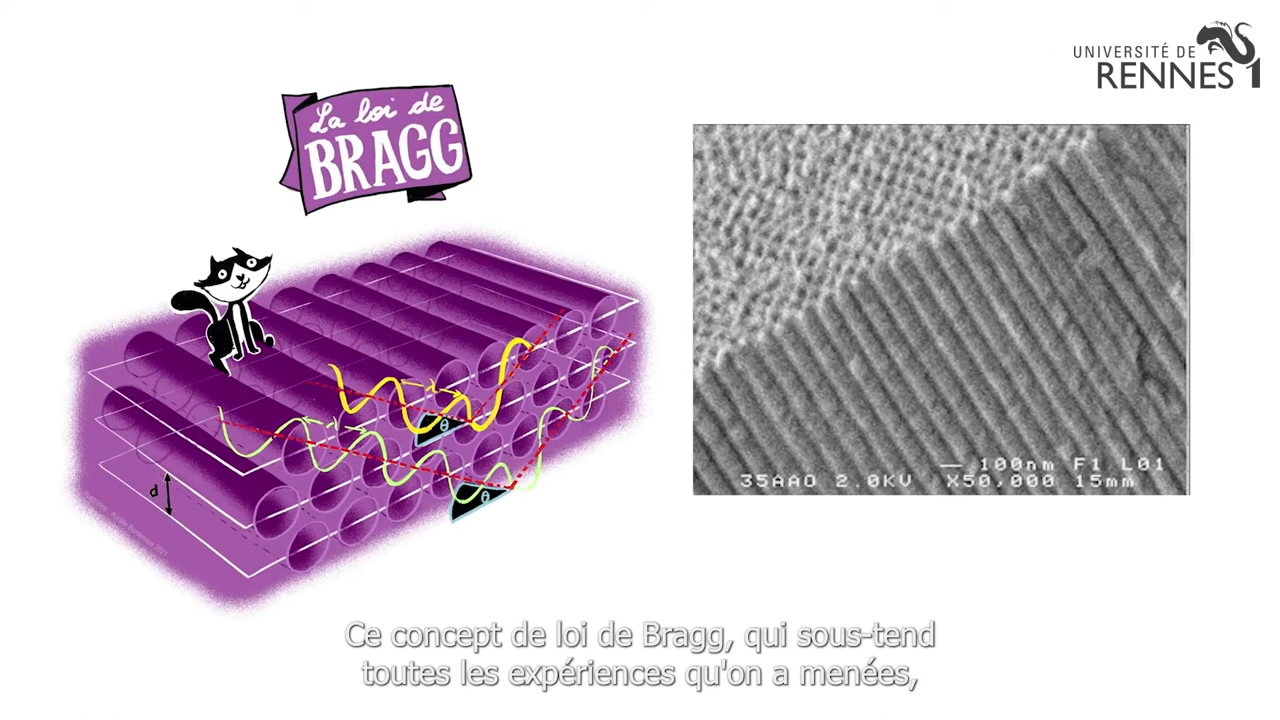 UNIVERSITÉ DE
RENNES 1
La loi de
BRAGG
λ
λ
θ
θ
d
100nm F1 L01
35AAO 2.0KV X50,000 15mm
Ce concept de loi de Bragg, qui sous-tend
toutes les expériences qu'on a menées,